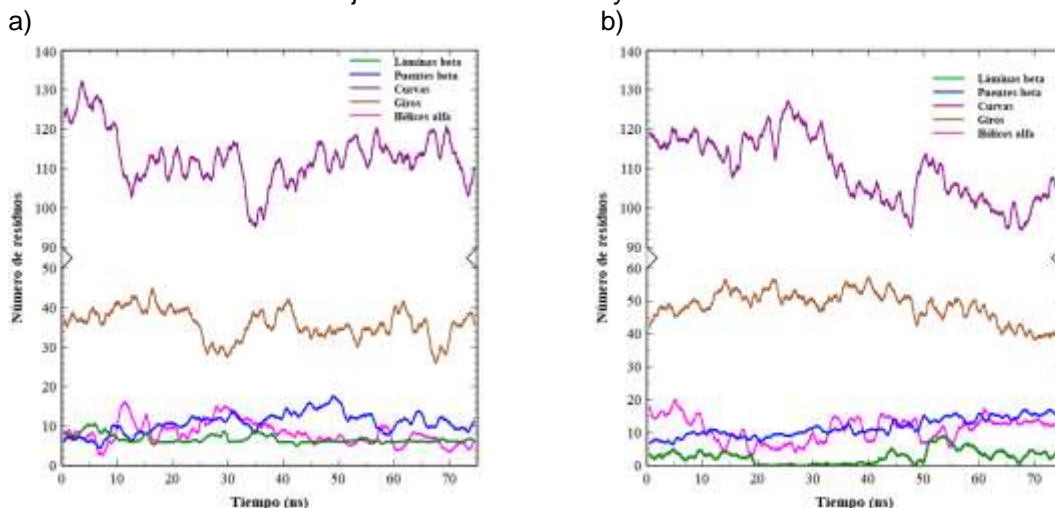 a)
b)
140
130
120
110
100
90
50
40
30
20
10
0
Número de residuos
0 10 20 30 40 50 60 70
Tiempo (ns)
Láminas beta
Puentes beta
Curvas
Giros
Hélices alfa
140
130
120
110
100
90
60
50
40
30
20
10
0
Número de residuos
0 10 20 30 40 50 60 70
Tiempo (ns)
Láminas beta
Puentes beta
Curvas
Giros
Hélices alfa